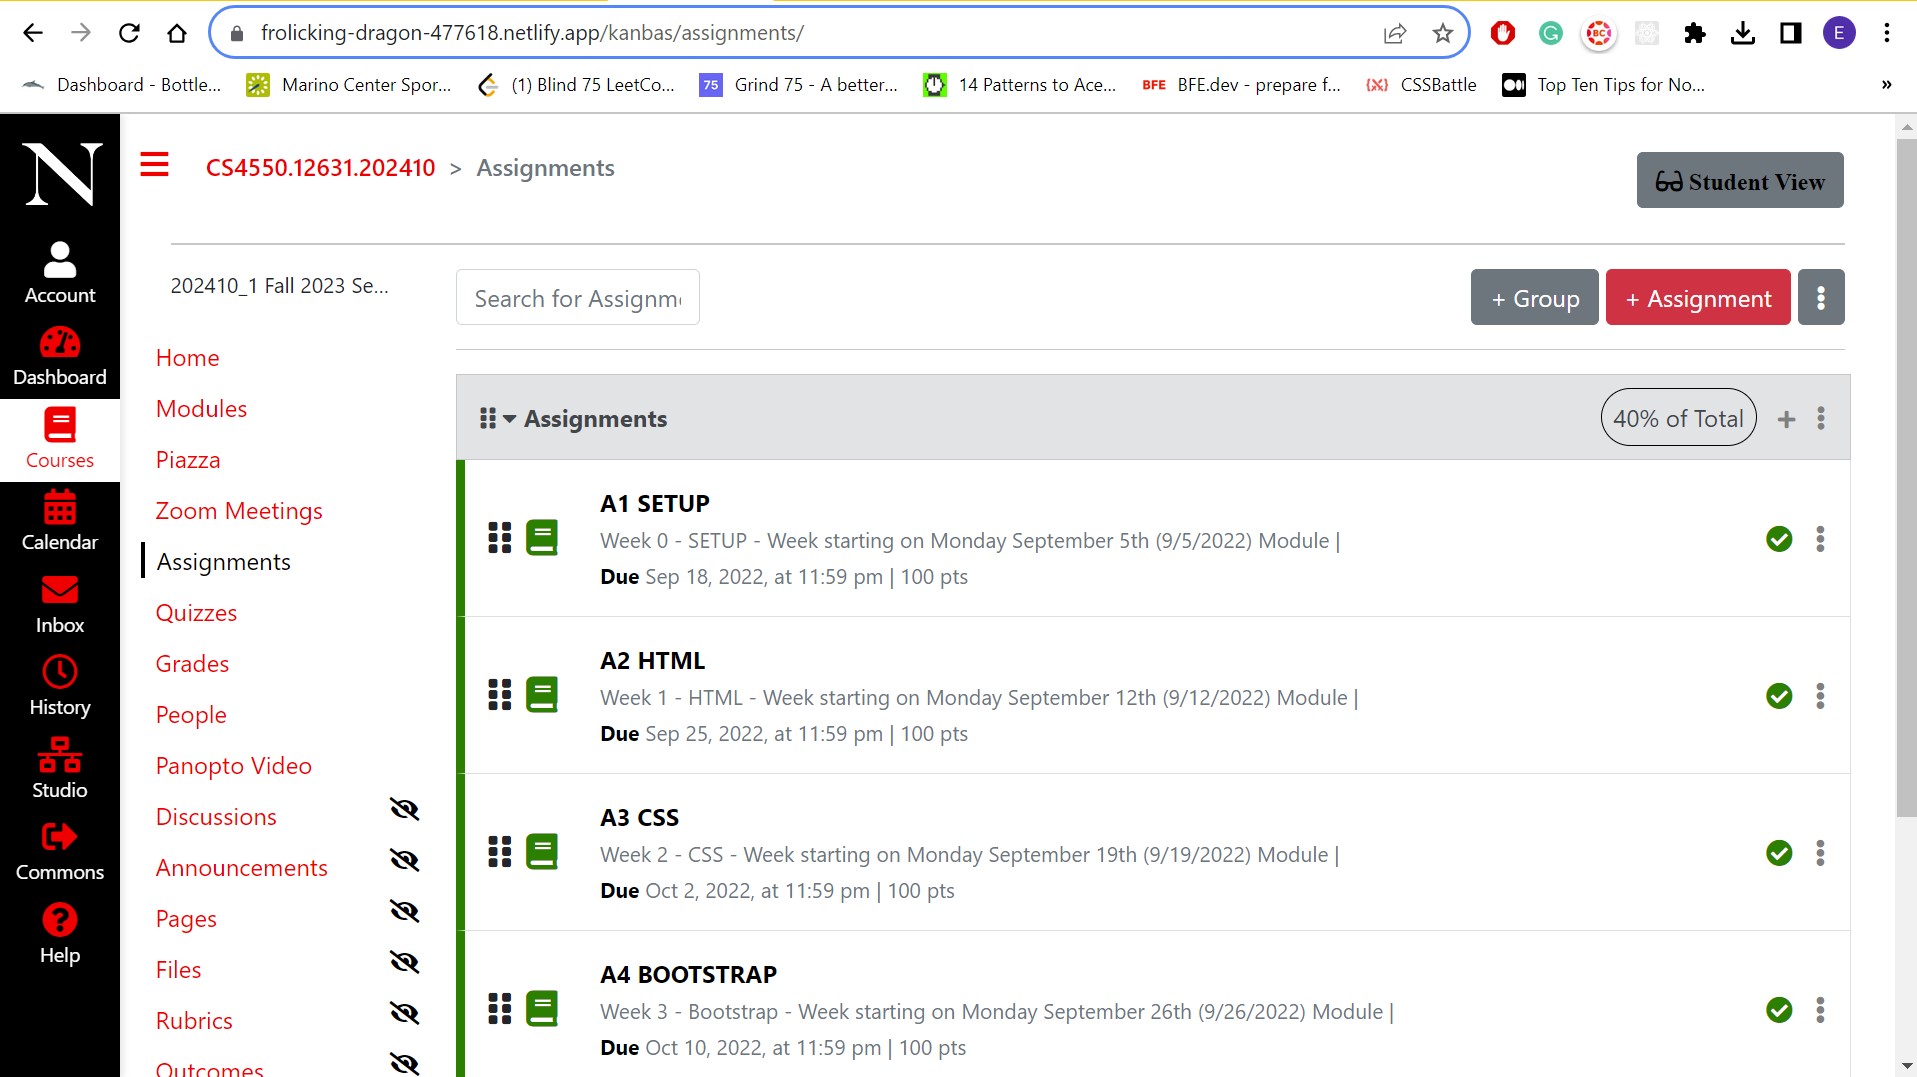 frolicking-dragon-477618.netlify.app/kanbas/assignments/
E
Dashboard - Bottle...
Marino Center Spor...
(1) Blind 75 LeetCo...
75 Grind 75 - A better...
14 Patterns to Ace...
BFE BFE.dev - prepare f...
CSSBattle
Top Ten Tips for No...
»
N
CS4550.12631.202410 > Assignments
Student View
Account
Dashboard
Courses
Calendar
Inbox
History
Studio
Commons
Help
202410_1 Fall 2023 Se...
Home
Modules
Piazza
Zoom Meetings
Assignments
Quizzes
Grades
People
Panopto Video
Discussions
Announcements
Pages
Files
Rubrics
Outcomes
Search for Assignm
+ Group
+ Assignment
Assignments
40% of Total
A1 SETUP
Week 0 - SETUP - Week starting on Monday September 5th (9/5/2022) Module |
Due Sep 18, 2022, at 11:59 pm | 100 pts
A2 HTML
Week 1 - HTML - Week starting on Monday September 12th (9/12/2022) Module |
Due Sep 25, 2022, at 11:59 pm | 100 pts
A3 CSS
Week 2 - CSS - Week starting on Monday September 19th (9/19/2022) Module |
Due Oct 2, 2022, at 11:59 pm | 100 pts
A4 BOOTSTRAP
Week 3 - Bootstrap - Week starting on Monday September 26th (9/26/2022) Module |
Due Oct 10, 2022, at 11:59 pm | 100 pts